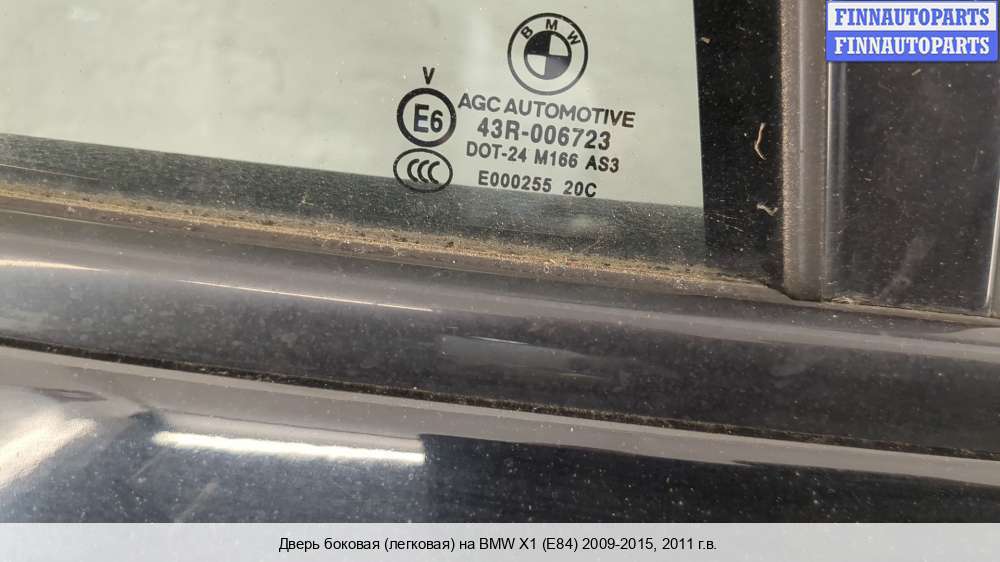 FINNAUTOPARTS
FINNAUTOPARTS
BMW
V
E6
AGC AUTOMOTIVE
43R-006723
DOT-24 M166 AS3
CCC
E000255 20C
Дверь боковая (легковая) на BMW X1 (E84) 2009-2015, 2011 г.в.